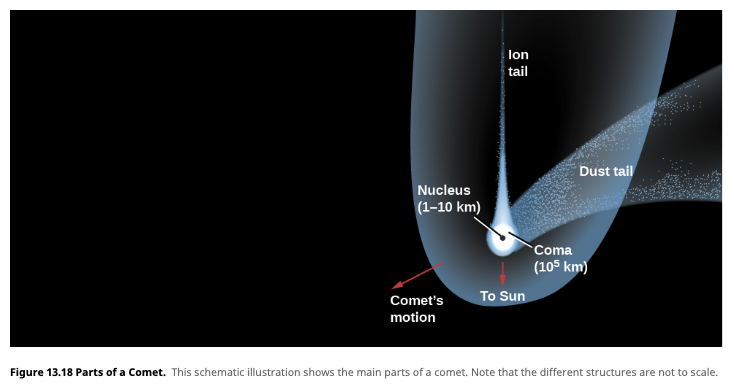 Ion
tail
Dust tail
Nucleus
(1–10 km)
Coma
(10⁵ km)
To Sun
Comet's
motion
Figure 13.18 Parts of a Comet. This schematic illustration shows the main parts of a comet. Note that the different structures are not to scale.